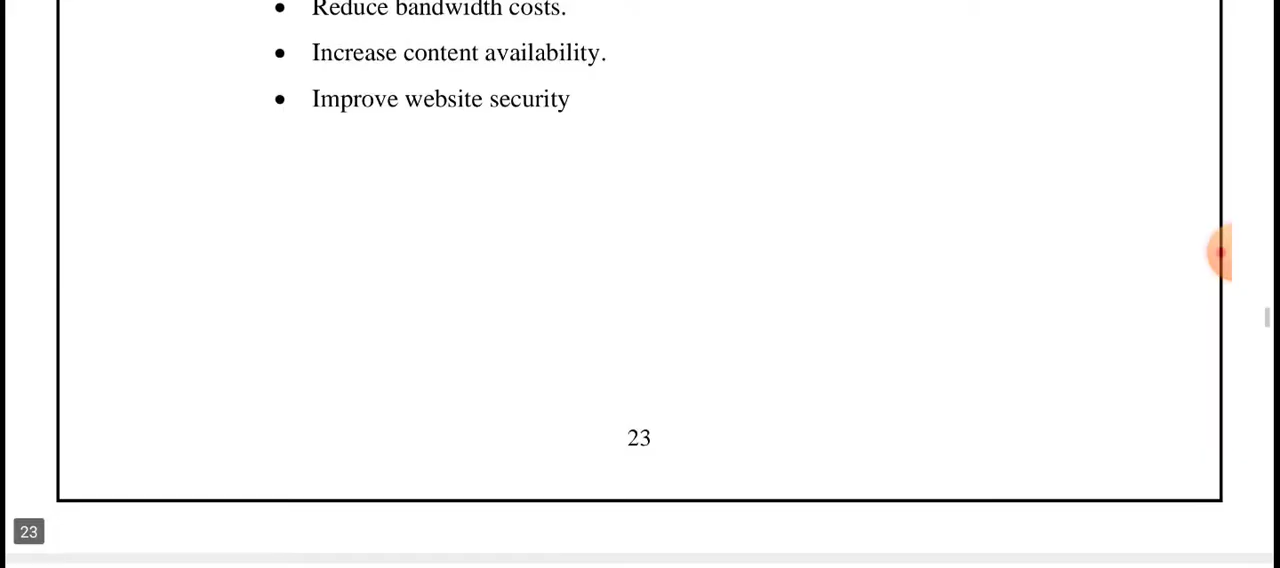 • Reduce bandwidth costs.
• Increase content availability.
• Improve website security
23
23